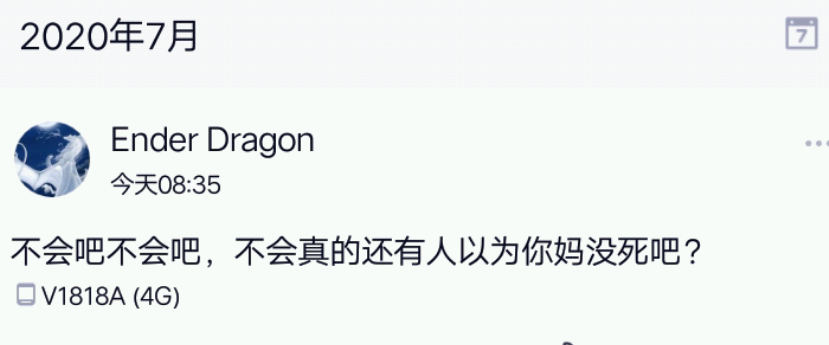 2020年7月
7
Ender Dragon
今天08:35
不会吧不会吧，不会真的还有人以为你妈没死吧？
V1818A (4G)